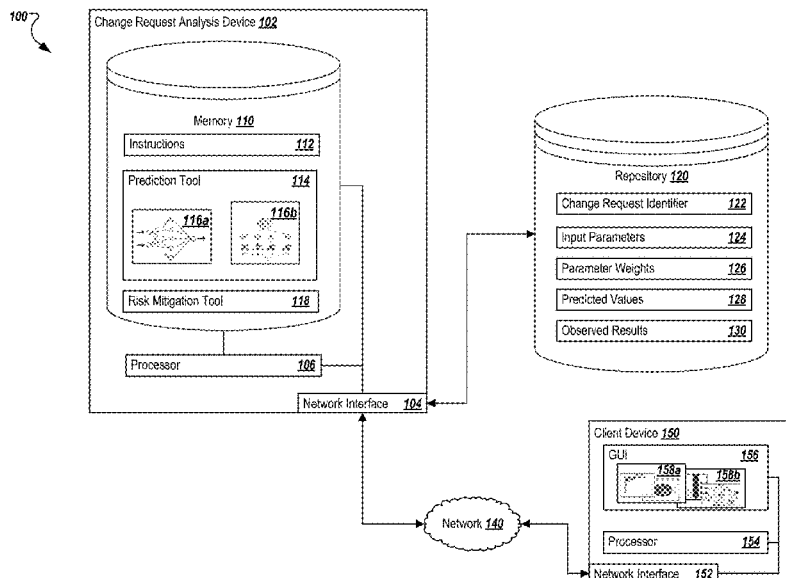 100
Change Request Analysis Device 102
Memory 110
Instructions 112
Prediction Tool 114
116a
116b
Risk Mitigation Tool 118
Processor 106
Network Interface 104
Repository 120
Change Request Identifier 122
Input Parameters 124
Parameter Weights 126
Predicted Values 128
Observed Results 130
Network 140
Client Device 150
GUI 156
158a
158b
Processor 154
Network Interface 152